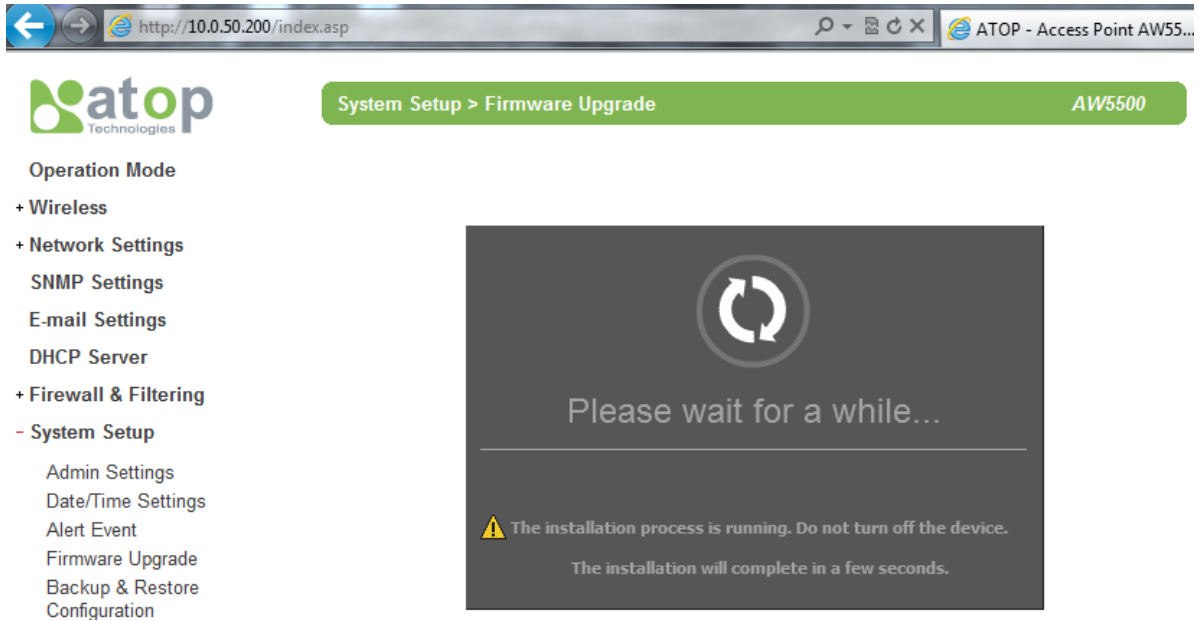 http://10.0.50.200/index.asp
ATOP - Access Point AW55...
atop
Technologies
System Setup > Firmware Upgrade
AW5500
Operation Mode
+ Wireless
+ Network Settings
SNMP Settings
E-mail Settings
DHCP Server
+ Firewall & Filtering
- System Setup
Admin Settings
Date/Time Settings
Alert Event
Firmware Upgrade
Backup & Restore
Configuration
Please wait for a while...
The installation process is running. Do not turn off the device.
The installation will complete in a few seconds.